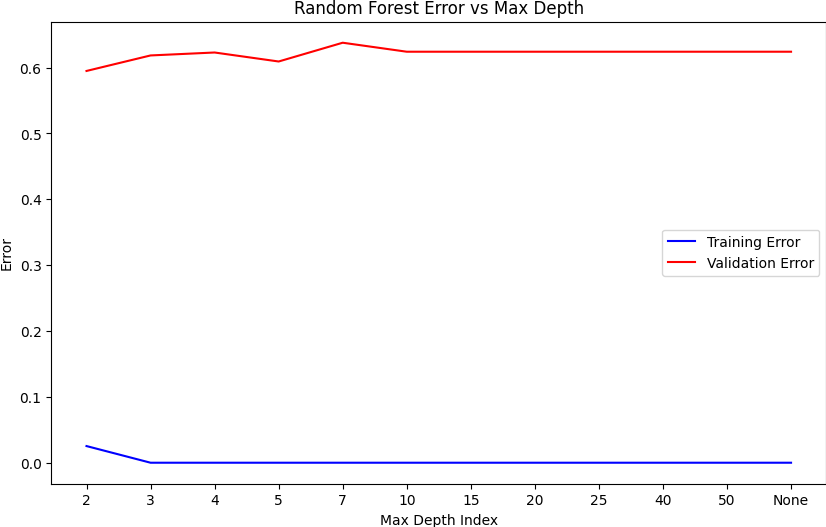 Random Forest Error vs Max Depth
Error
0.6
0.5
0.4
0.3
0.2
0.1
0.0
Training Error
Validation Error
2 3 4 5 7 10 15 20 25 40 50 None
Max Depth Index